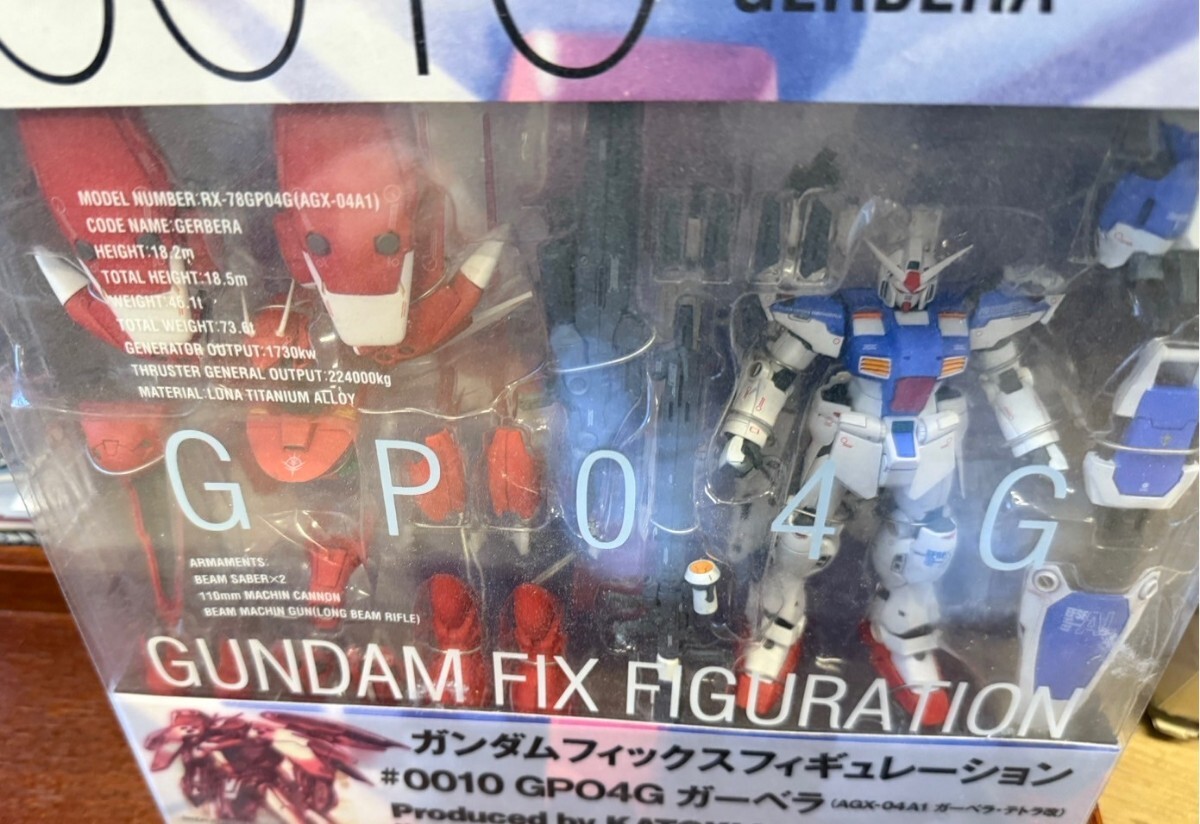 0010
GERBERA
MODEL NUMBER:RX-78GP04G(AGX-04A1)
CODE NAME:GERBERA
HEIGHT:18.2m
TOTAL HEIGHT:18.5m
WEIGHT:46.1t
TOTAL WEIGHT:73.6t
GENERATOR OUTPUT:1730kw
THRUSTER GENERAL OUTPUT:224000kg
MATERIAL:LUNA TITANIUM ALLOY
GP04G
ARMAMENTS:
BEAM SABER×2
110mm MACHIN CANNON
BEAM MACHIN GUN(LONG BEAM RIFLE)
GUNDAM FIX FIGURATION
ガンダムフィックスフィギュレーション
#0010 GP04G ガーベラ(AGX-04A1 ガーベラ・テトラ改)
Produced by